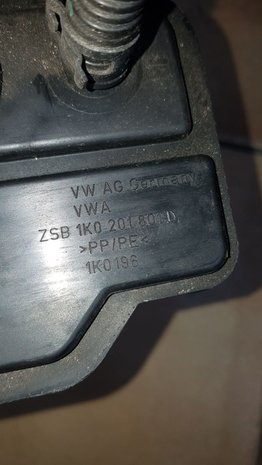 VW AG Germany
VWA
ZSB 1K0 201 801 D
>PP/PE<
1K0196